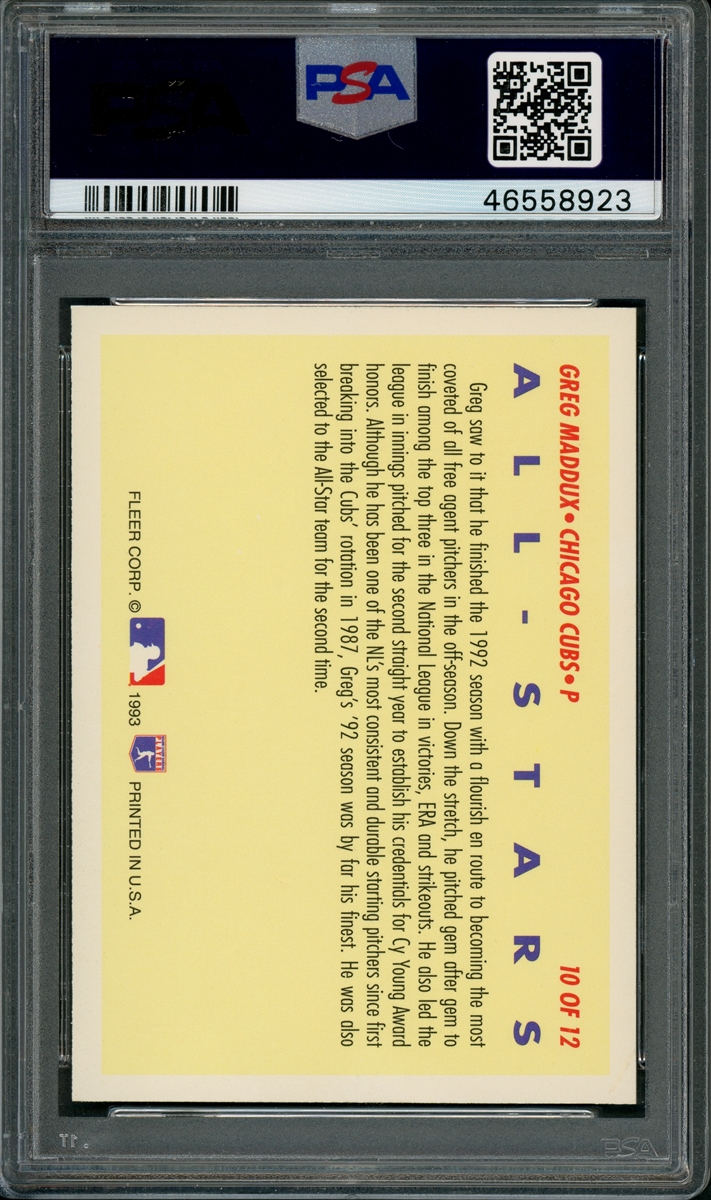 PSA
PSA
46558923
GREG MADDUX • CHICAGO CUBS • P 10 OF 12
ALL-STARS
Greg saw to it that he finished the 1992 season with a flourish en route to becoming the most
coveted of all free agent pitchers in the off-season. Down the stretch, he pitched gem after gem to
finish among the top three in the National League in victories, ERA and strikeouts. He also led the
league in innings pitched for the second straight year to establish his credentials for Cy Young Award
honors. Although he has been one of the NL's most consistent and durable starting pitchers since first
breaking into the Cubs' rotation in 1987, Greg's '92 season was by far his finest. He was also
selected to the All-Star team for the second time.
FLEER CORP. © 1993 PLAYERS PRINTED IN U.S.A.
PSA